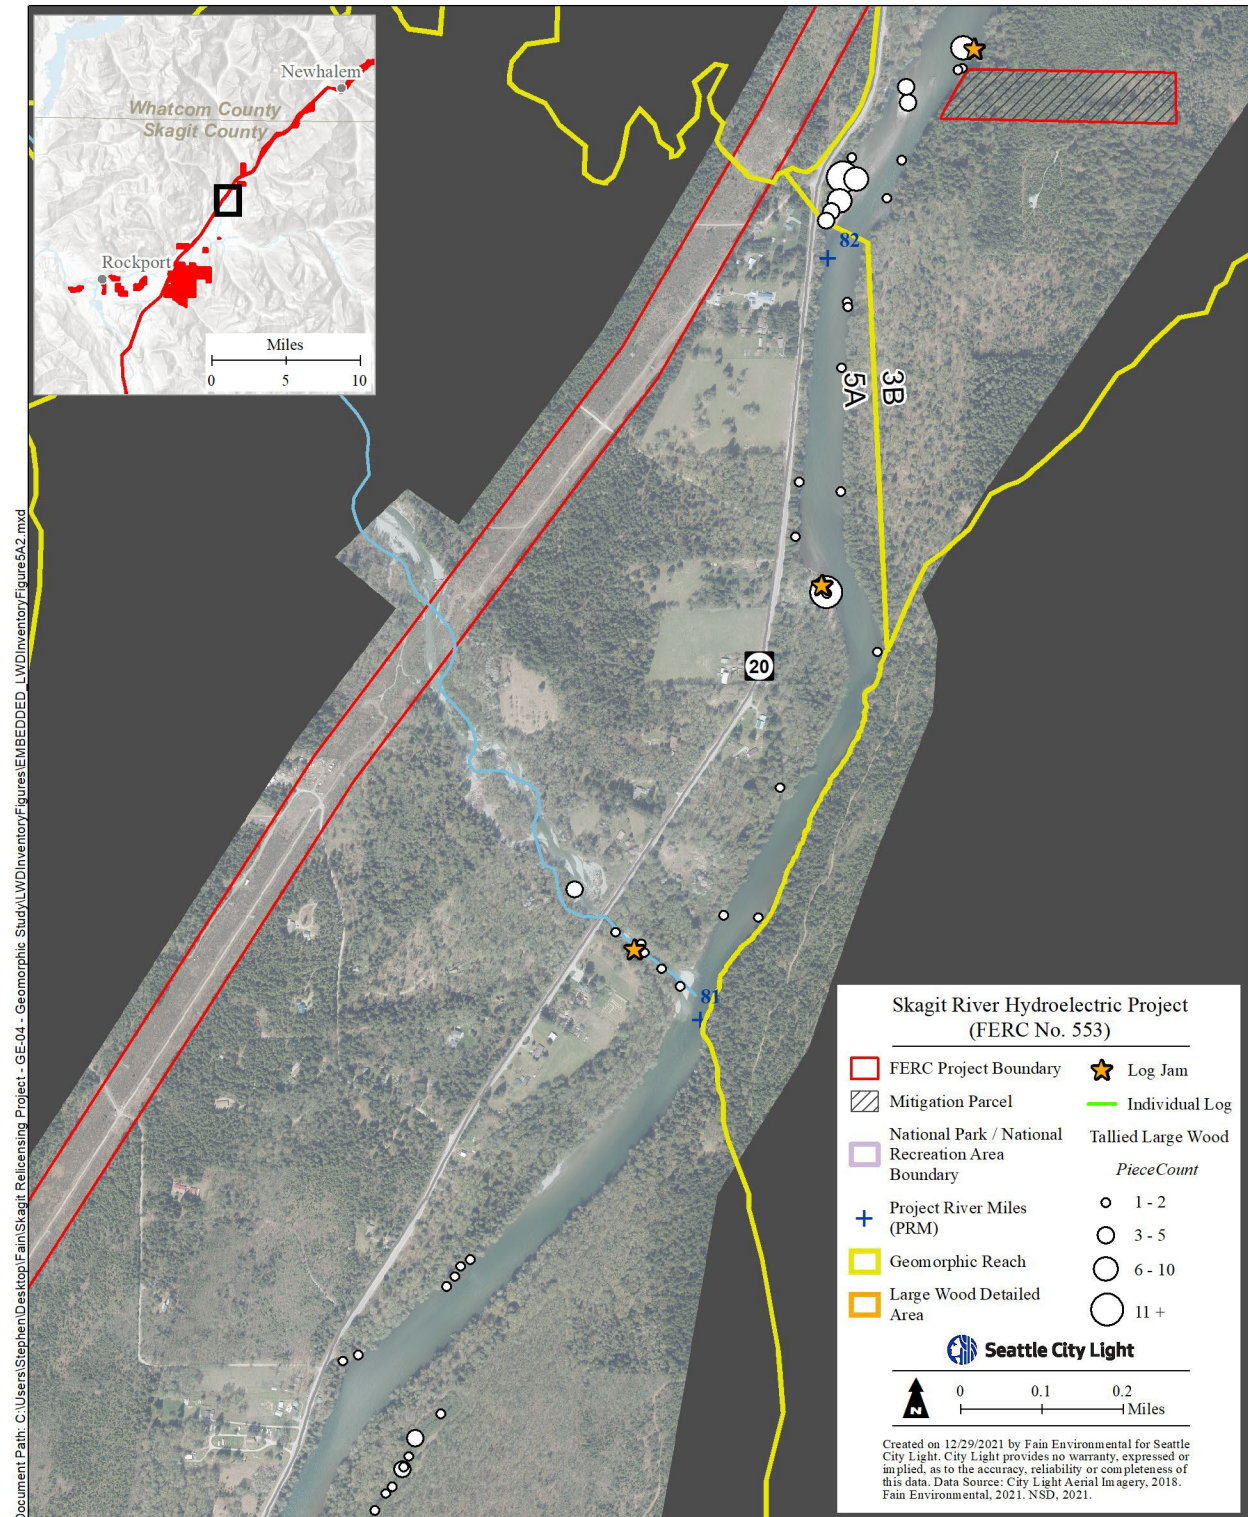 Newhalem
Whatcom County
Skagit County
Rockport
Miles
0 5 10
82
3B
5A
20
81
Document Path: C:\Users\Stephen\Desktop\Fain\Skagit Relicensing Project - GE-04 - Geomorphic Study\LWDInventoryFigures\EMBEDDED_LWDInventoryFigure5A2.mxd
Skagit River Hydroelectric Project
(FERC No. 553)
FERC Project Boundary
Mitigation Parcel
National Park / National
Recreation Area
Boundary
Project River Miles
(PRM)
Geomorphic Reach
Large Wood Detailed
Area
Log Jam
Individual Log
Tallied Large Wood
PieceCount
1 - 2
3 - 5
6 - 10
11 +
Seattle City Light
N
0 0.1 0.2
Miles
Created on 12/29/2021 by Fain Environmental for Seattle
City Light. City Light provides no warranty, expressed or
implied, as to the accuracy, reliability or completeness of
this data. Data Source: City Light Aerial Imagery, 2018.
Fain Environmental, 2021. NSD, 2021.